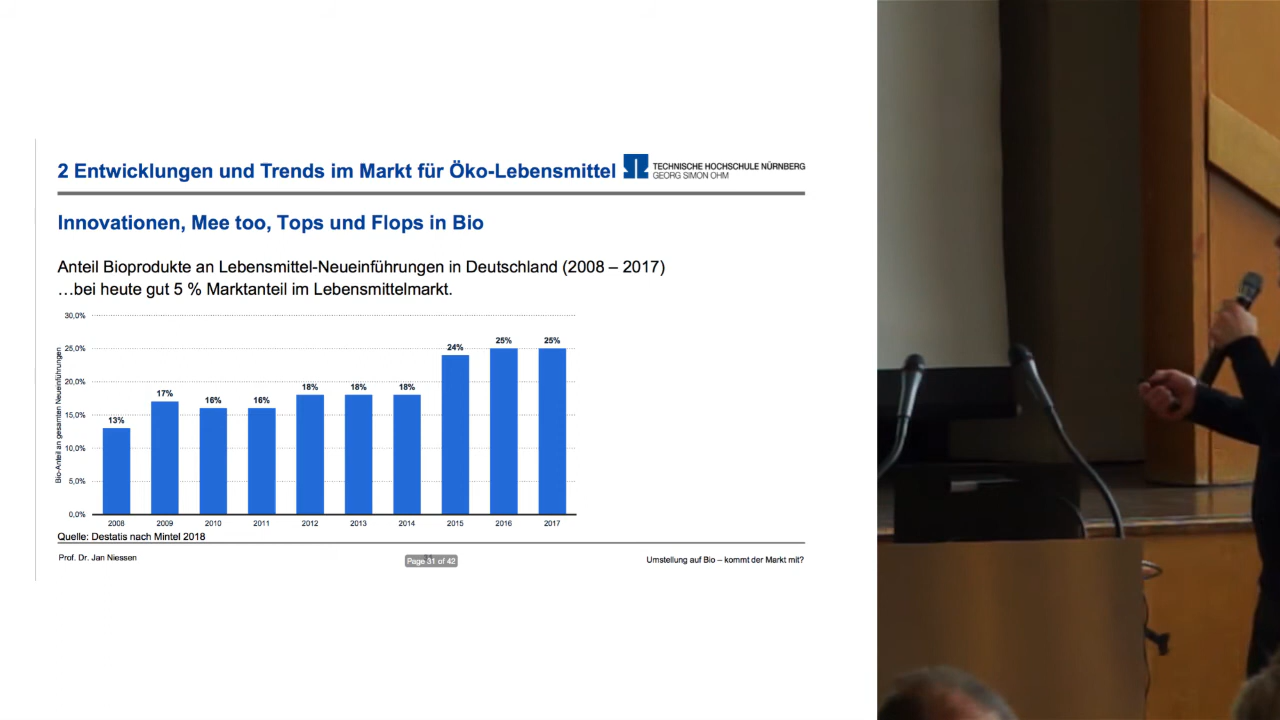 2 Entwicklungen und Trends im Markt für Öko-Lebensmittel
TECHNISCHE HOCHSCHULE NÜRNBERG
GEORG SIMON OHM
Innovationen, Mee too, Tops und Flops in Bio
Anteil Bioprodukte an Lebensmittel-Neueinführungen in Deutschland (2008 – 2017)
…bei heute gut 5 % Marktanteil im Lebensmittelmarkt.
Bio-Anteil an gesamten Neueinführungen
30,0%
25,0%
20,0%
15,0%
10,0%
5,0%
0,0%
13% 17% 16% 16% 18% 18% 18% 24% 25% 25%
2008 2009 2010 2011 2012 2013 2014 2015 2016 2017
Quelle: Destatis nach Mintel 2018
Prof. Dr. Jan Niessen
Page 31 of 42
Umstellung auf Bio – kommt der Markt mit?